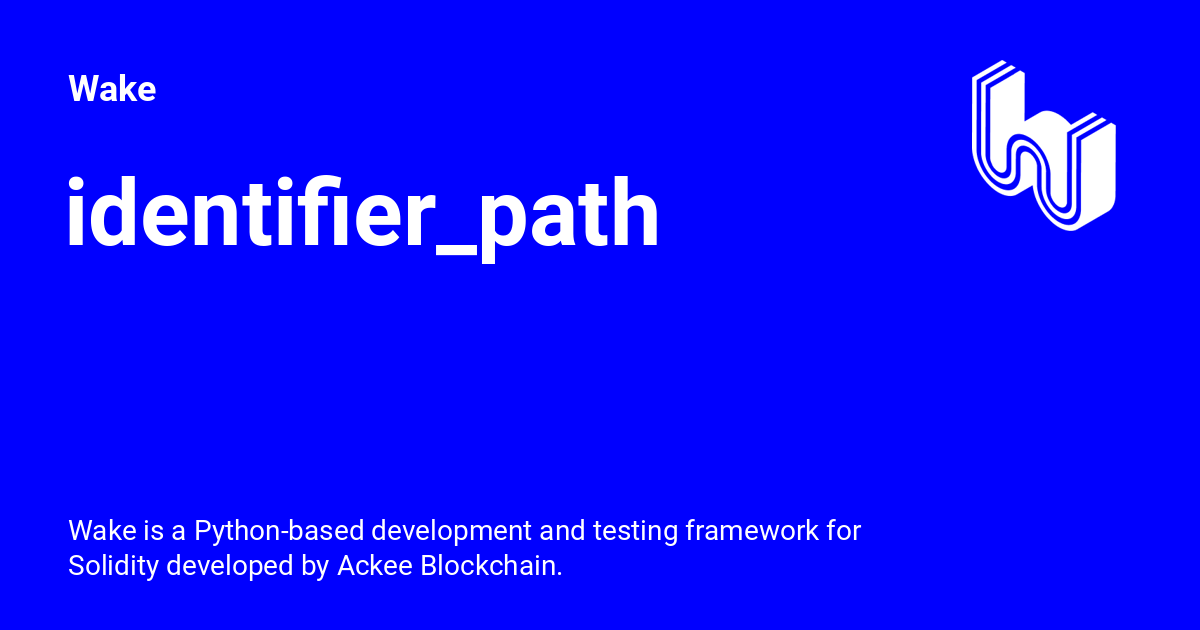 Wake
identifier_path
Wake is a Python-based development and testing framework for
Solidity developed by Ackee Blockchain.